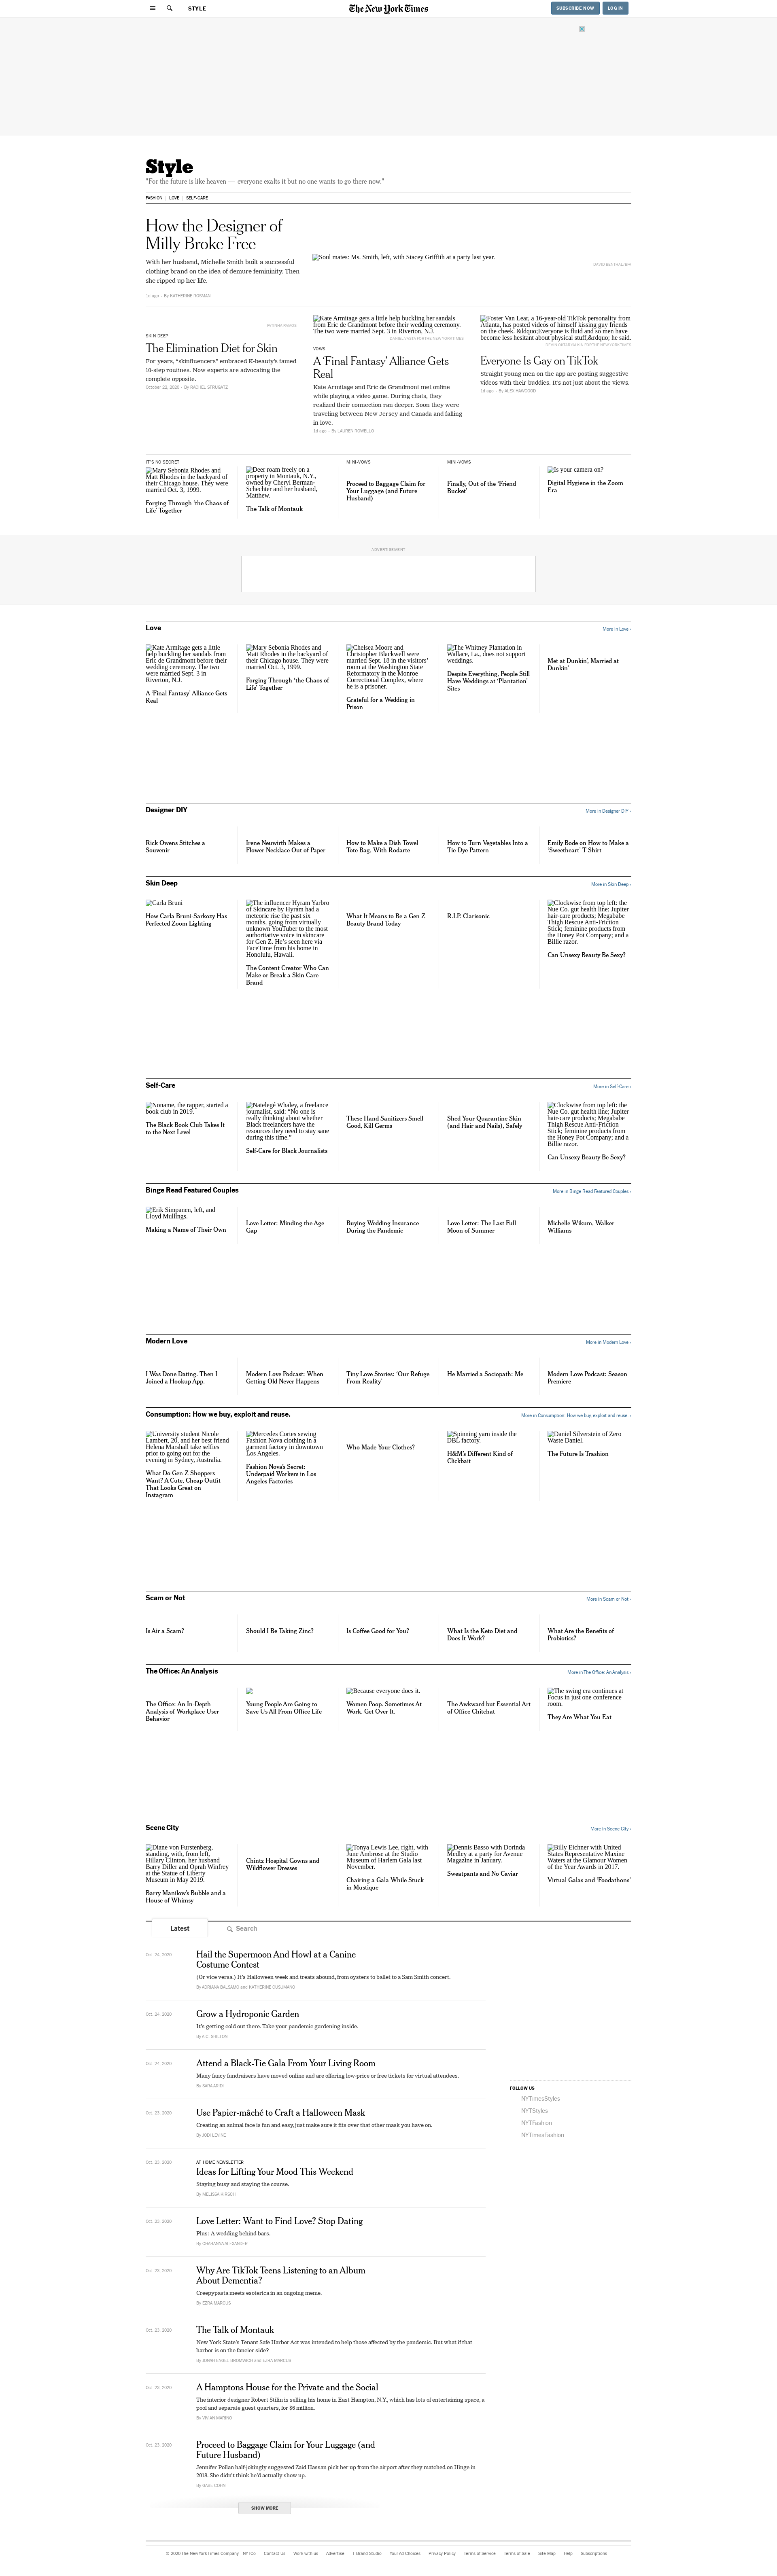 STYLE
The New York Times
SUBSCRIBE NOW
LOG IN
Style
"For the future is like heaven — everyone exalts it but no one wants to go there now."
FASHION
LOVE
SELF-CARE
How the Designer of
Milly Broke Free
With her husband, Michelle Smith built a successful
clothing brand on the idea of demure femininity. Then
she ripped up her life.
1d ago
By KATHERINE ROSMAN
Soul mates: Ms. Smith, left, with Stacey Griffith at a party last year.
SKIN DEEP
The Elimination Diet for Skin
For years, "skinfluencers" embraced K-beauty's famed
10-step routines. Now experts are advocating the
complete opposite.
October 22, 2020 – By RACHEL STRUGATZ
Kate Armitage gets a little help buckling her sandals
from Eric de Grandmont before their wedding ceremony.
The two were married Sept. 3 in Riverton, N.J.
VOWS
A 'Final Fantasy' Alliance Gets
Real
Kate Armitage and Eric de Grandmont met online
while playing a video game. During chats, they
realized their connection ran deeper. Soon they were
traveling between New Jersey and Canada and falling
in love.
1d ago – By LAUREN ROWELLO
Foster Van Lear, a 16-year-old TikTok personality from
Atlanta, has posted videos of himself kissing guy friends
on the cheek. &ldquo;Everyone is fluid and so men have
become less hesitant about physical stuff,&rdquo; he said.
Everyone Is Gay on TikTok
Straight young men on the app are posting suggestive
videos with their buddies. It's not just about the views.
1d ago – By ALEX HAWGOOD
IT'S NO SECRET
Mary Sebonia Rhodes and
Matt Rhodes in the backyard of
their Chicago house. They were
married Oct. 3, 1999.
Forging Through 'the Chaos of
Life' Together
Deer roam freely on a
property in Montauk, N.Y.,
owned by Cheryl Berman-
Schechter and her husband,
Matthew.
The Talk of Montauk
MINI-VOWS
Proceed to Baggage Claim for
Your Luggage (and Future
Husband)
MINI-VOWS
Finally, Out of the 'Friend
Bucket'
Is your camera on?
Digital Hygiene in the Zoom
Era
ADVERTISEMENT
Love
More in Love ›
Kate Armitage gets a little
help buckling her sandals
from Eric de Grandmont
before their wedding
ceremony. The two
were married Sept. 3 in
Riverton, N.J.
A 'Final Fantasy' Alliance Gets
Real
Mary Sebonia Rhodes and
Matt Rhodes in the backyard of
their Chicago house. They were
married Oct. 3, 1999.
Forging Through 'the Chaos of
Life' Together
Chelsea Moore and
Christopher Blackwell were
married Sept. 18 in the visitors'
room at the Washington State
Reformatory in the Monroe
Correctional Complex, where
he is a prisoner.
Grateful for a Wedding in
Prison
The Whitney Plantation in
Wallace, La., does not support
weddings.
Despite Everything, People Still
Have Weddings at 'Plantation'
Sites
Met at Dunkin', Married at
Dunkin'
Designer DIY
More in Designer DIY ›
Rick Owens Stitches a
Souvenir
Irene Neuwirth Makes a
Flower Necklace Out of Paper
How to Make a Dish Towel
Tote Bag, With Rodarte
How to Turn Vegetables Into a
Tie-Dye Pattern
Emily Bode on How to Make a
'Sweetheart' T-Shirt
Skin Deep
More in Skin Deep ›
Carla Bruni
How Carla Bruni-Sarkozy Has
Perfected Zoom Lighting
The influencer Hyram Yarbro
of Skincare by Hyram had a
meteoric rise the past six
months, going from virtually
unknown YouTuber to the most
authoritative voice in skincare
for Gen Z. He's seen here via
FaceTime from his home in
Honolulu, Hawaii.
The Content Creator Who Can
Make or Break a Skin Care
Brand
What It Means to Be a Gen Z
Beauty Brand Today
R.I.P. Clarisonic
Clockwise from top left: the
Nue Co. gut health line; Jupiter
hair-care products; Megababe
Thigh Rescue Anti-Friction
Stick; feminine products from
the Honey Pot Company; and a
Billie razor.
Can Unsexy Beauty Be Sexy?
Self-Care
More in Self-Care ›
Noname, the rapper, started a
book club in 2019.
The Black Book Club Takes It
to the Next Level
Natelegé Whaley, a freelance
journalist, said: "No one is
really thinking about whether
Black freelancers have the
resources they need to stay sane
during this time."
Self-Care for Black Journalists
These Hand Sanitizers Smell
Good, Kill Germs
Shed Your Quarantine Skin
(and Hair and Nails), Safely
Clockwise from top left: the
Nue Co. gut health line; Jupiter
hair-care products; Megababe
Thigh Rescue Anti-Friction
Stick; feminine products from
the Honey Pot Company; and a
Billie razor.
Can Unsexy Beauty Be Sexy?
Binge Read Featured Couples
More in Binge Read Featured Couples ›
Erik Simpanen, left, and
Lloyd Mullings.
Making a Name of Their Own
Love Letter: Minding the Age
Gap
Buying Wedding Insurance
During the Pandemic
Love Letter: The Last Full
Moon of Summer
Michelle Wikum, Walker
Williams
Modern Love
More in Modern Love ›
I Was Done Dating. Then I
Joined a Hookup App.
Modern Love Podcast: When
Getting Old Never Happens
Tiny Love Stories: 'Our Refuge
From Reality'
He Married a Sociopath: Me
Modern Love Podcast: Season
Premiere
Consumption: How we buy, exploit and reuse.
More in Consumption: How we buy, exploit and reuse. ›
University student Nicole
Lambert, 20, and her best friend
Helena Marshall take selfies
prior to going out for the
evening in Sydney, Australia.
What Do Gen Z Shoppers
Want? A Cute, Cheap Outfit
That Looks Great on
Instagram
Mercedes Cortes sewing
Fashion Nova clothing in a
garment factory in downtown
Los Angeles.
Fashion Nova's Secret:
Underpaid Workers in Los
Angeles Factories
Who Made Your Clothes?
Spinning yarn inside the
DBL factory.
H&M's Different Kind of
Clickbait
Daniel Silverstein of Zero
Waste Daniel.
The Future Is Trashion
Scam or Not
More in Scam or Not ›
Is Air a Scam?
Should I Be Taking Zinc?
Is Coffee Good for You?
What Is the Keto Diet and
Does It Work?
What Are the Benefits of
Probiotics?
The Office: An Analysis
More in The Office: An Analysis ›
The Office: An In-Depth
Analysis of Workplace User
Behavior
Young People Are Going to
Save Us All From Office Life
Because everyone does it.
Women Poop. Sometimes At
Work. Get Over It.
The Awkward but Essential Art
of Office Chitchat
The swing era continues at
Focus in just one conference
room.
They Are What You Eat
Scene City
More in Scene City ›
Diane von Furstenberg,
standing, with, from left,
Hillary Clinton, her husband
Barry Diller and Oprah Winfrey
at the Statue of Liberty
Museum in May 2019.
Barry Manilow's Bubble and a
House of Whimsy
Chintz Hospital Gowns and
Wildflower Dresses
Tonya Lewis Lee, right, with
June Ambrose at the Studio
Museum of Harlem Gala last
November.
Chairing a Gala While Stuck
in Mustique
Dennis Basso with Dorinda
Medley at a party for Avenue
Magazine in January.
Sweatpants and No Caviar
Billy Eichner with United
States Representative Maxine
Waters at the Glamour Women
of the Year Awards in 2017.
Virtual Galas and 'Foodathons'
Latest
Search
Oct. 24, 2020
Hail the Supermoon And Howl at a Canine
Costume Contest
(Or vice versa.) It's Halloween week and treats abound, from oysters to ballet to a Sam Smith concert.
By ADRIANA BALSAMO and KATHERINE CUSUMANO
Oct. 24, 2020
Grow a Hydroponic Garden
It's getting cold out there. Take your pandemic gardening inside.
By K.C. SHILTON
Oct. 24, 2020
Attend a Black-Tie Gala From Your Living Room
Many fancy fundraisers have moved online and are offering low-price or free tickets for virtual attendees.
By SARA ARIDI
Oct. 23, 2020
Use Papier-mâché to Craft a Halloween Mask
Creating an animal face is fun and easy, just make sure it fits over that other mask you have on.
By JODI LEVINE
Oct. 23, 2020
AT HOME NEWSLETTER
Ideas for Lifting Your Mood This Weekend
Staying busy and staying the course.
By MELISSA KIRSCH
Oct. 23, 2020
Love Letter: Want to Find Love? Stop Dating
Plus: A wedding behind bars.
By CHARANNA ALEXANDER
Oct. 23, 2020
Why Are TikTok Teens Listening to an Album
About Dementia?
Creepypasta meets esoterica in an ongoing meme.
By EZRA MARCUS
Oct. 23, 2020
The Talk of Montauk
New York State's Tenant Safe Harbor Act was intended to help those affected by the pandemic. But what if that
harbor is on the fancier side?
By JONAH ENGEL BROMWICH and EZRA MARCUS
Oct. 23, 2020
A Hamptons House for the Private and the Social
The interior designer Robert Stilin is selling his home in East Hampton, N.Y., which has lots of entertaining space, a
pool and separate guest quarters, for $6 million.
By VIVIAN MARINO
Oct. 23, 2020
Proceed to Baggage Claim for Your Luggage (and
Future Husband)
Jennifer Pollan half-jokingly suggested Zaid Hassan pick her up from the airport after they matched on Hinge in
2018. She didn't think he'd actually show up.
By GABE COHN
SHOW MORE
FOLLOW US
NYTimesStyles
NYTStyles
NYTFashion
NYTimesFashion
© 2020 The New York Times Company
NYTCo
Contact Us
Work with us
Advertise
T Brand Studio
Your Ad Choices
Privacy Policy
Terms of Service
Terms of Sale
Site Map
Help
Subscriptions